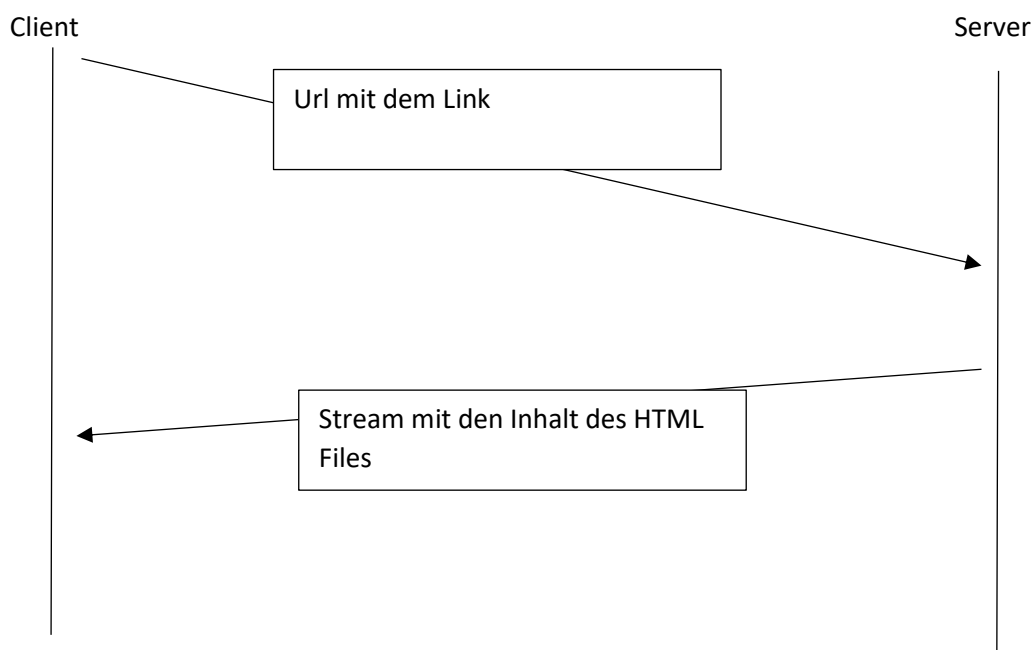 Client
Server
Url mit dem Link
Stream mit den Inhalt des HTML
Files